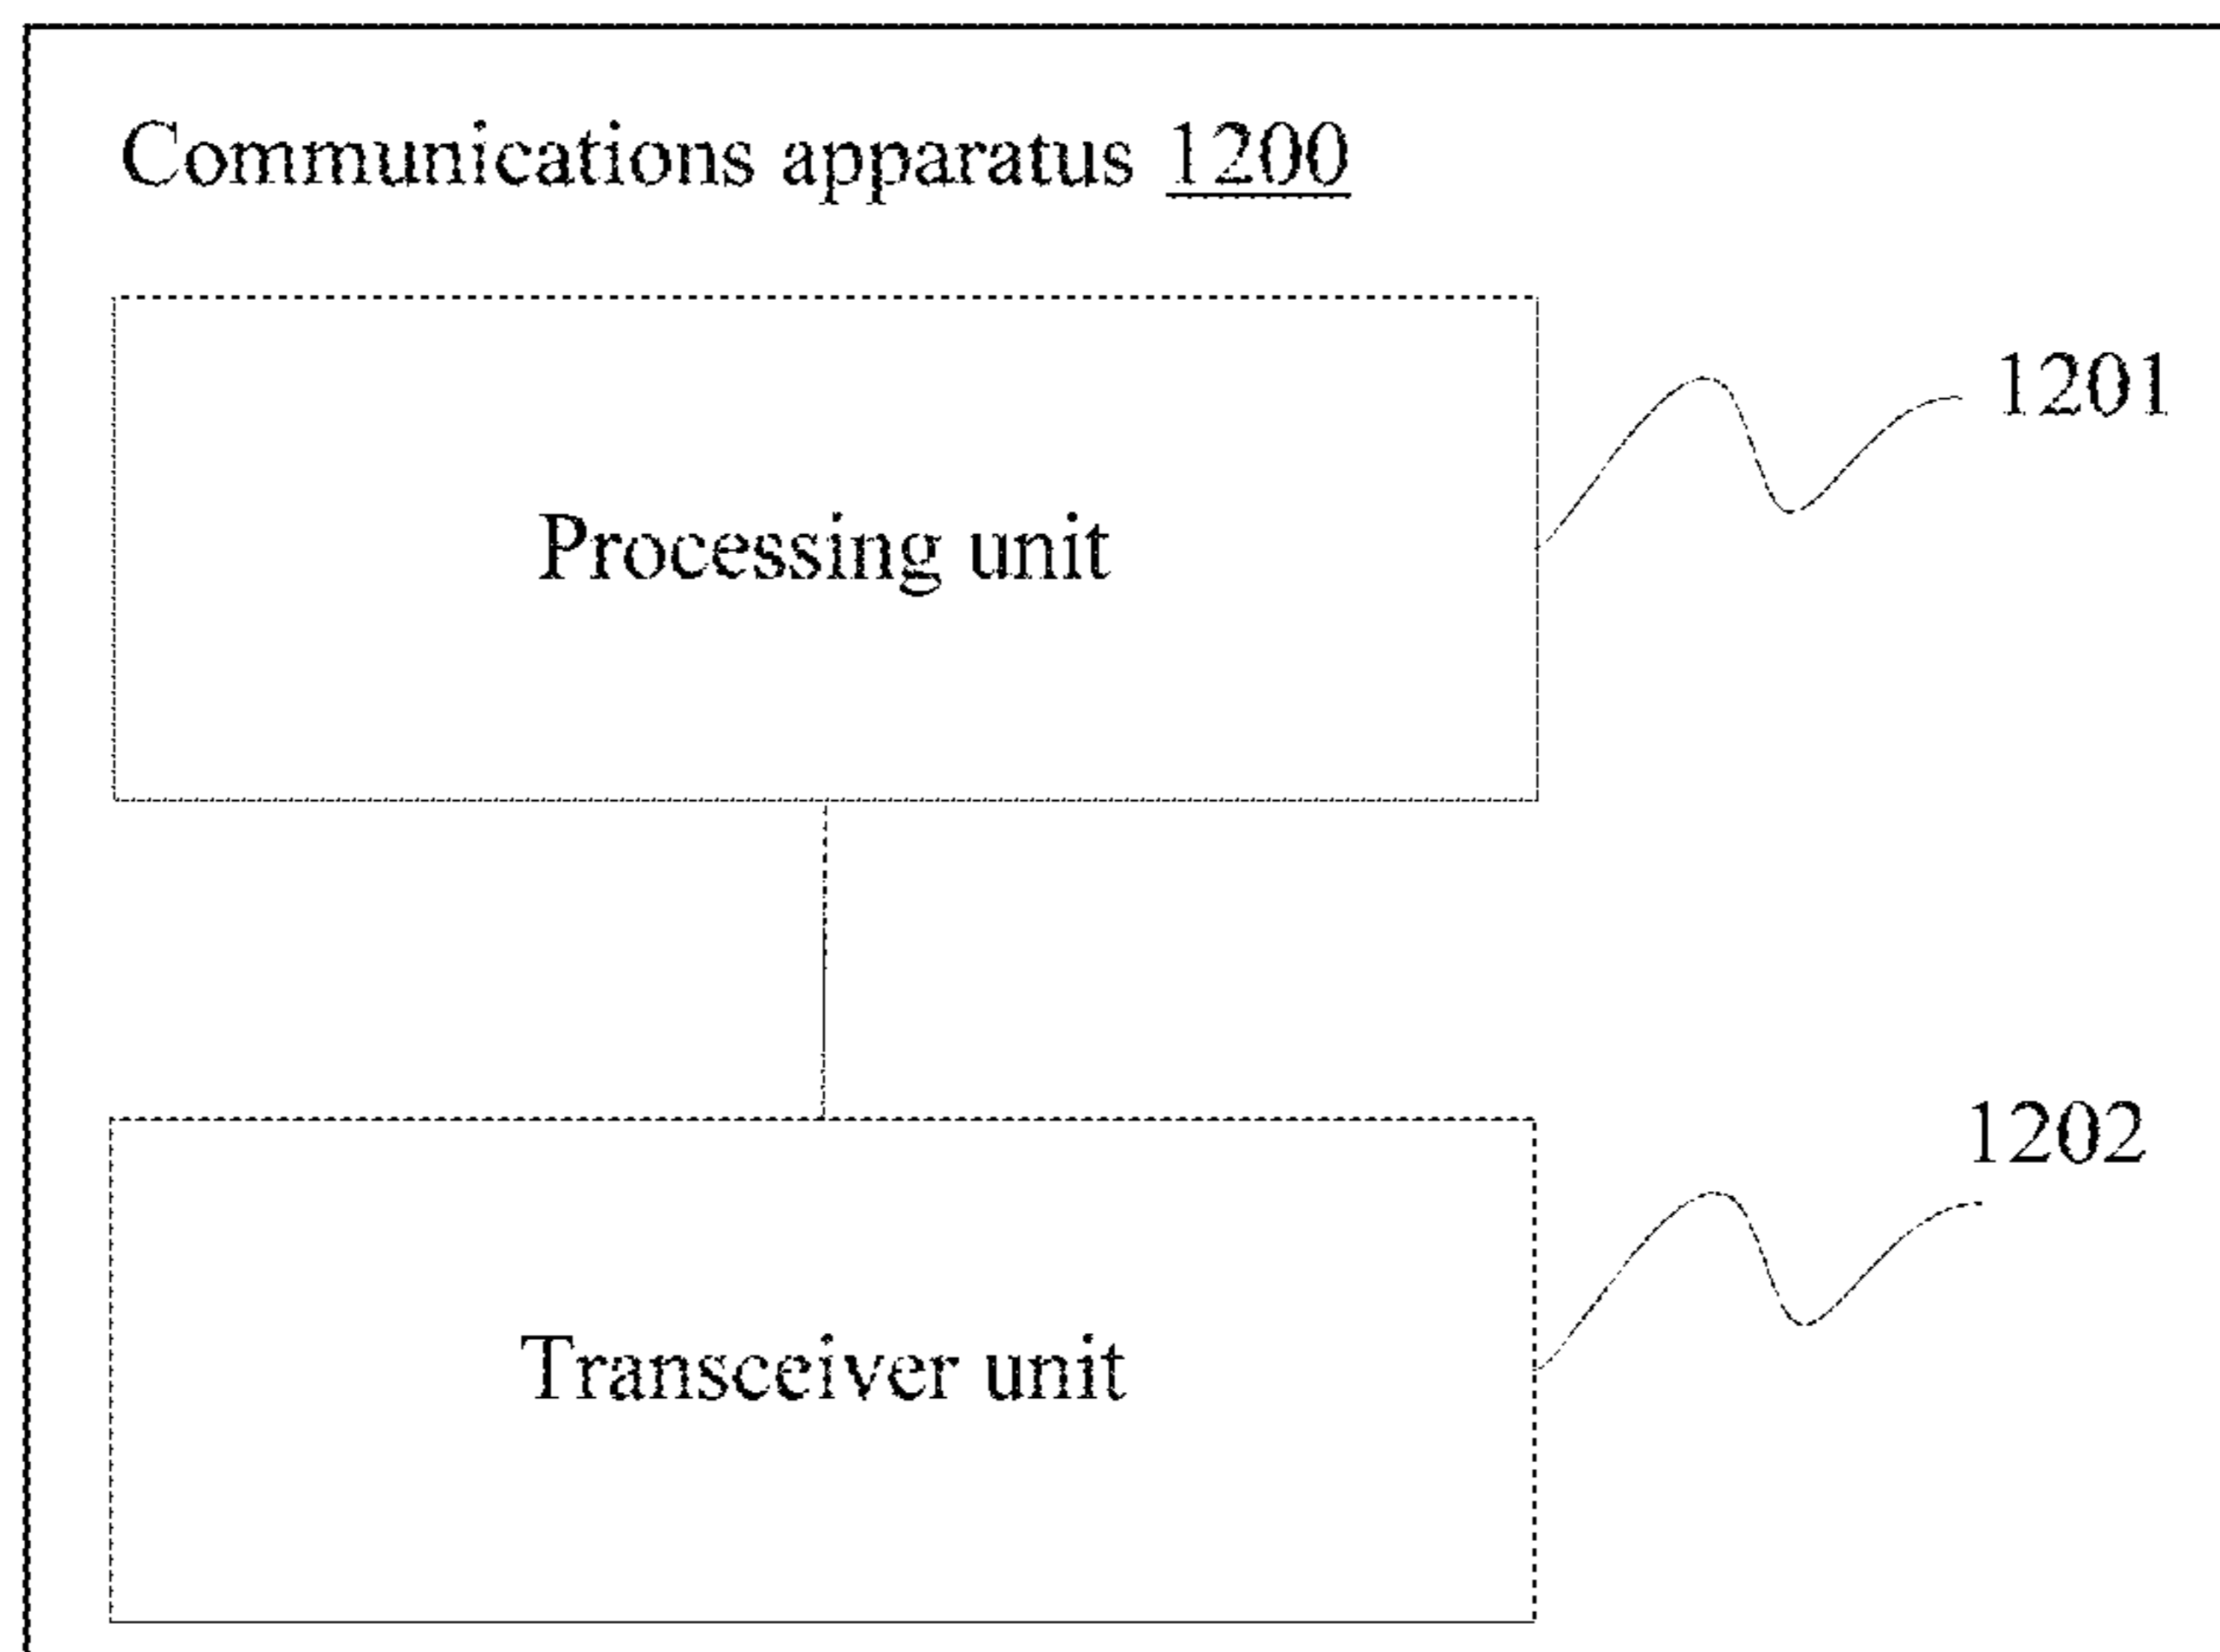 Communications apparatus 1200
1201
Processing unit
1202
Transceiver unit